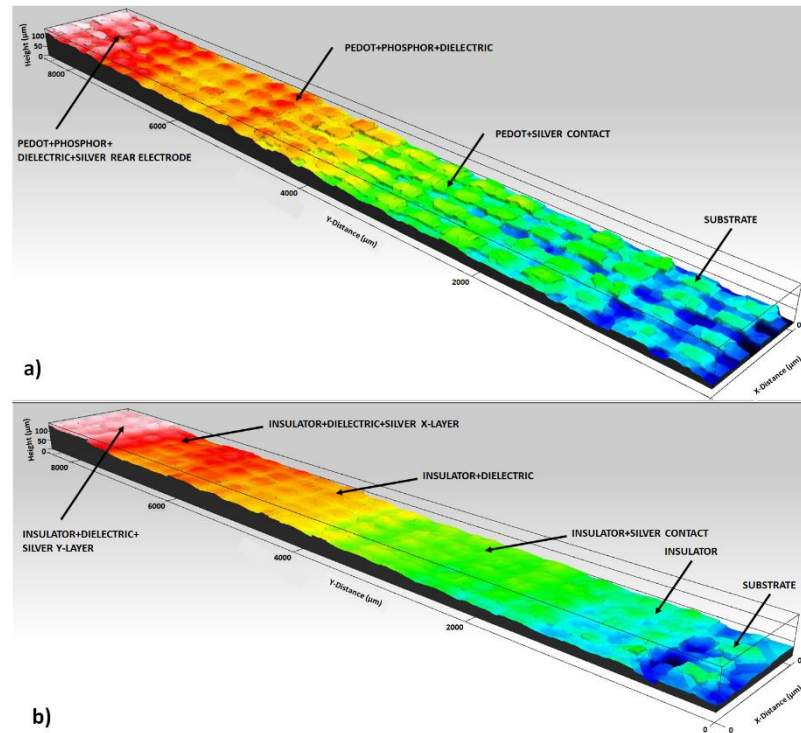 Height (µm)
100
50
0
8000
6000
4000
2000
Y-Distance (µm)
X-Distance (µm)
0
0
PEDOT+PHOSPHOR+DIELECTRIC
PEDOT+SILVER CONTACT
PEDOT+PHOSPHOR+
DIELECTRIC+SILVER REAR ELECTRODE
SUBSTRATE
a)
Height (µm)
100
50
0
8000
6000
4000
2000
Y-Distance (µm)
X-Distance (µm)
0
0
0
INSULATOR+DIELECTRIC+SILVER X-LAYER
INSULATOR+DIELECTRIC
INSULATOR+SILVER CONTACT
INSULATOR
SUBSTRATE
INSULATOR+DIELECTRIC+
SILVER Y-LAYER
b)